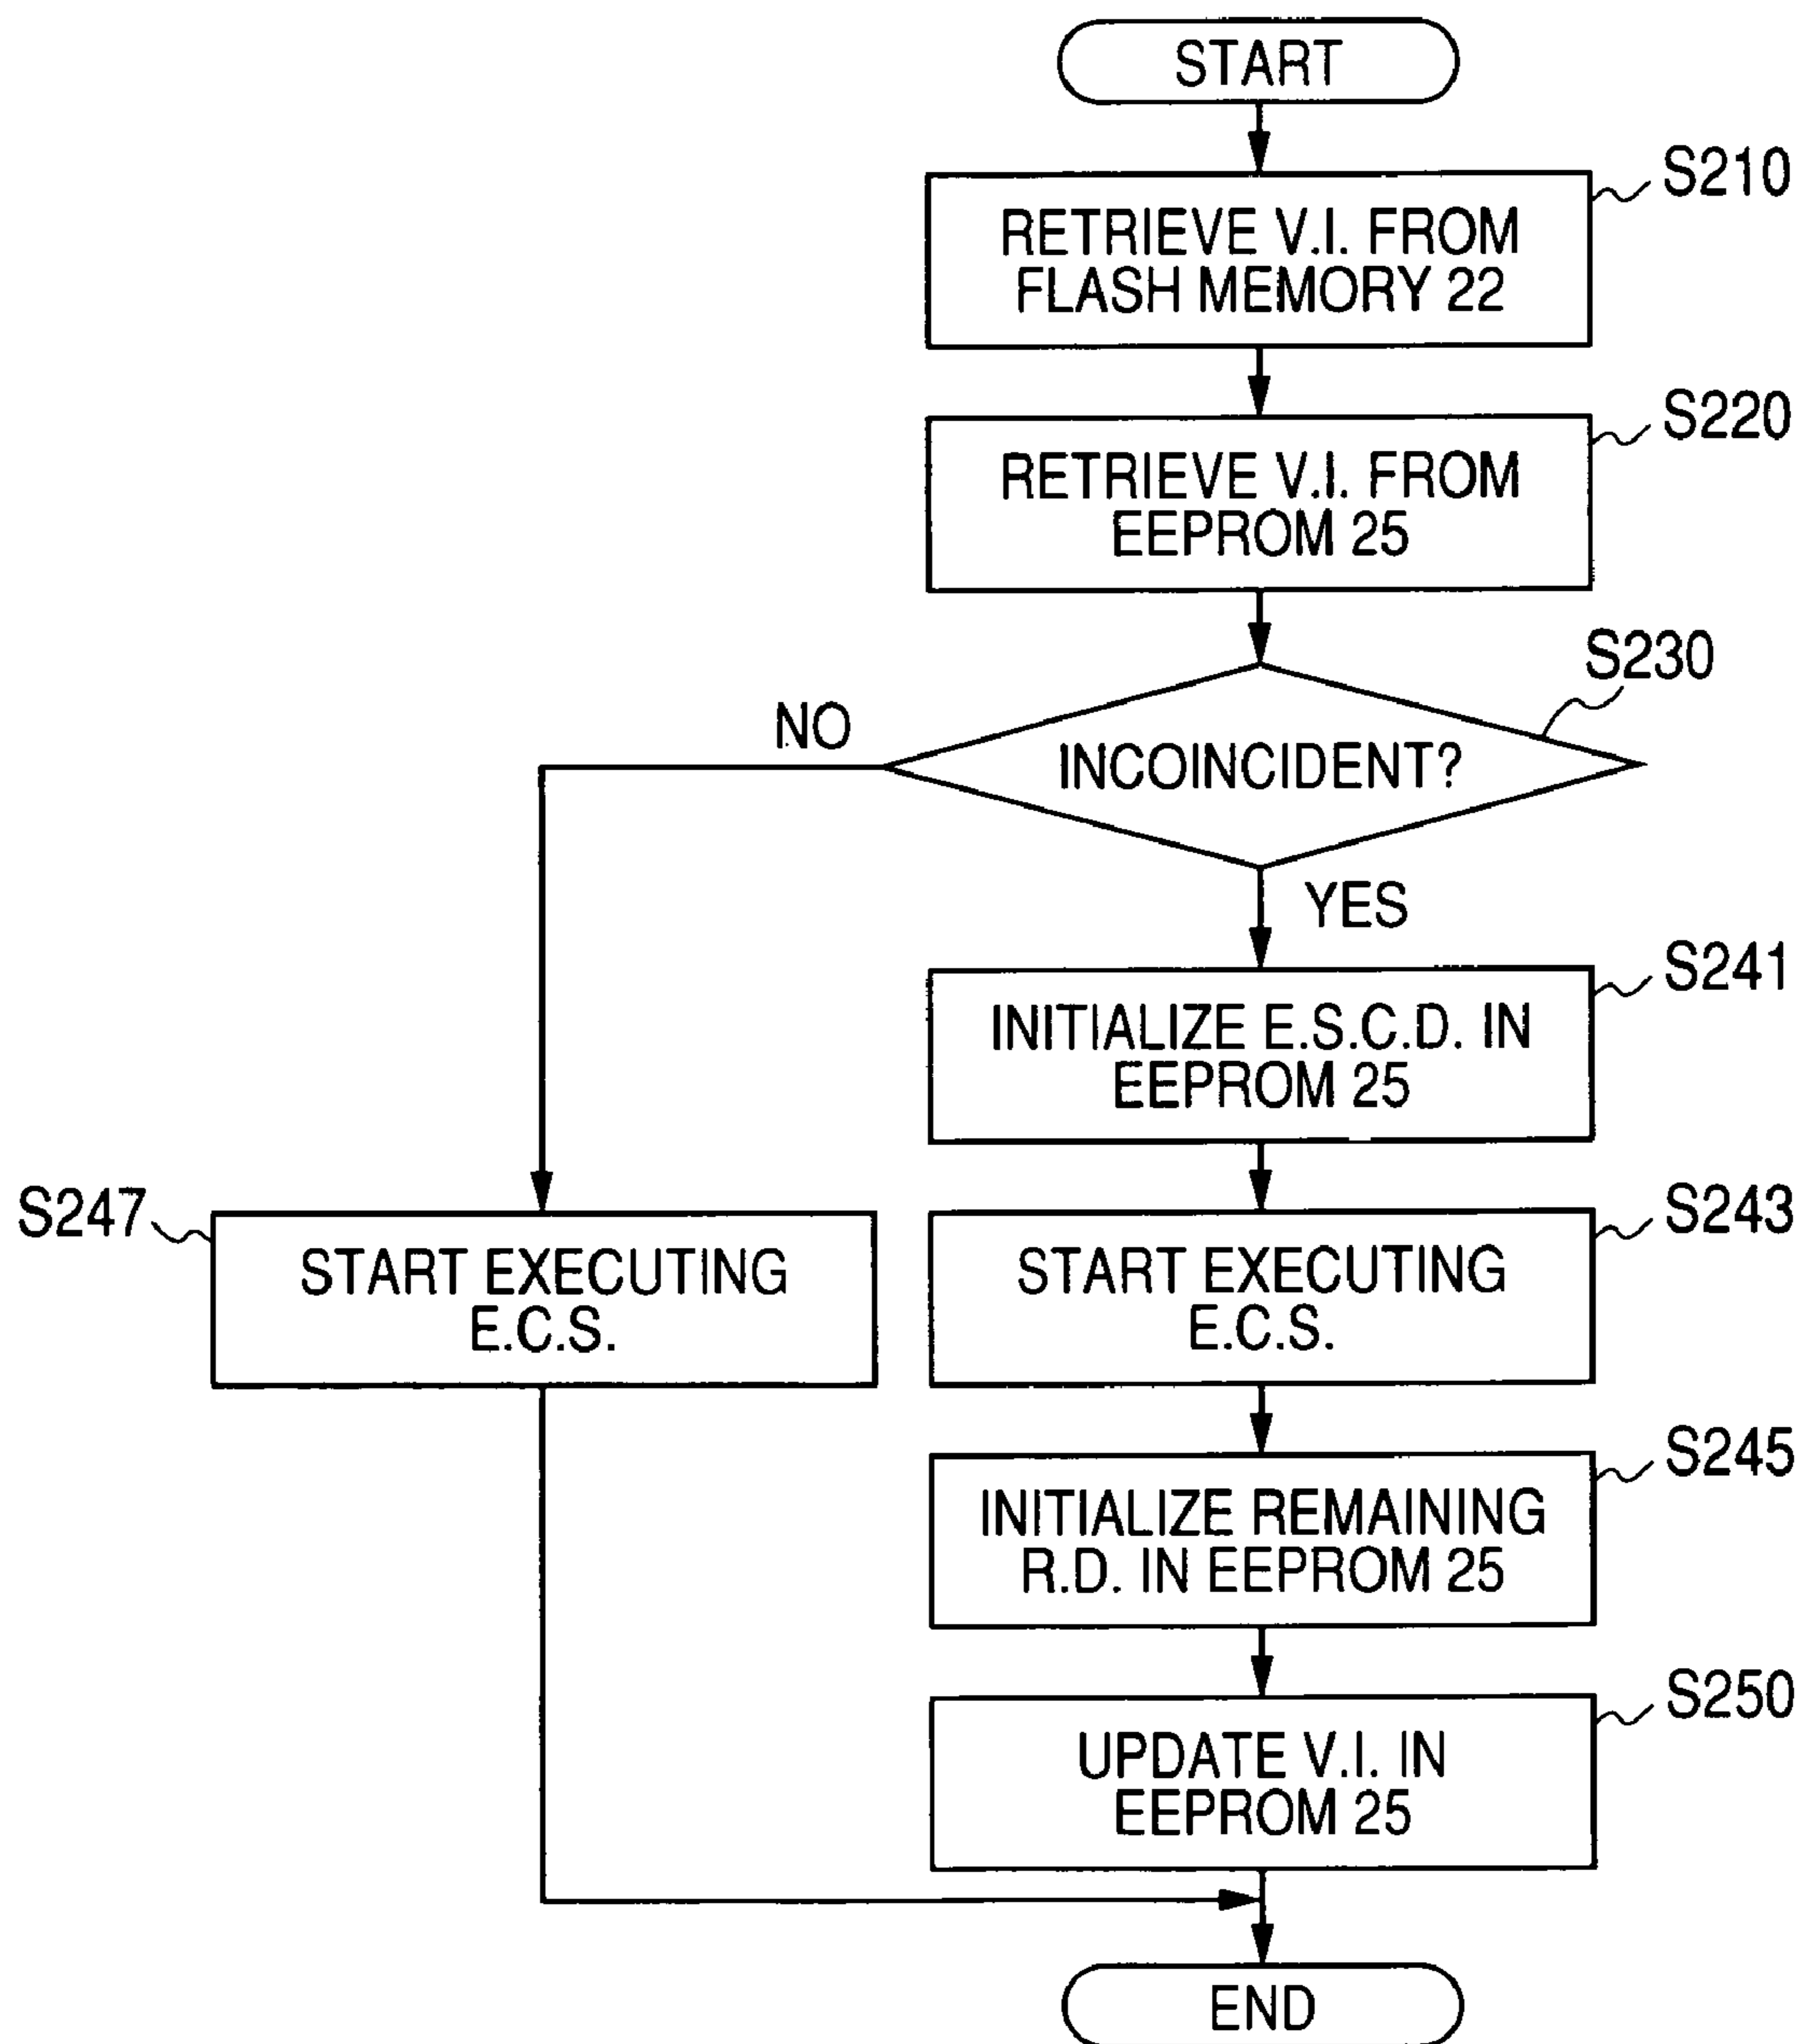 START
S210
RETRIEVE V.I. FROM
FLASH MEMORY 22
S220
RETRIEVE V.I. FROM
EEPROM 25
S230
INCOINCIDENT?
NO
YES
S241
INITIALIZE E.S.C.D. IN
EEPROM 25
S247
START EXECUTING
E.C.S.
S243
START EXECUTING
E.C.S.
S245
INITIALIZE REMAINING
R.D. IN EEPROM 25
S250
UPDATE V.I. IN
EEPROM 25
END